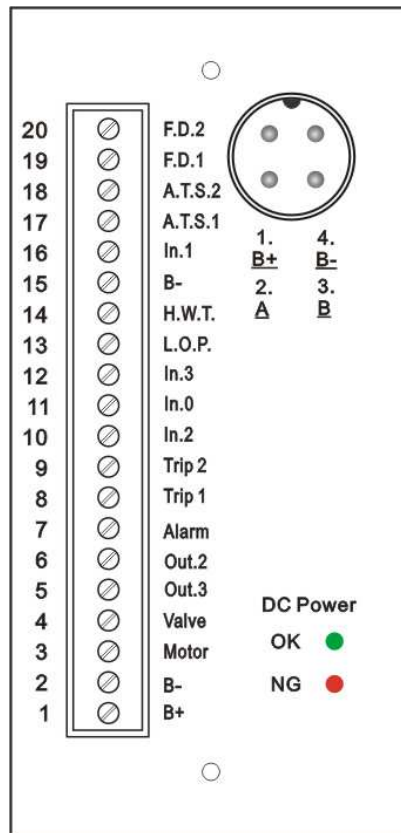 20 F.D.2
19 F.D.1
18 A.T.S.2
17 A.T.S.1
16 In.1
15 B-
14 H.W.T.
13 L.O.P.
12 In.3
11 In.0
10 In.2
9 Trip 2
8 Trip 1
7 Alarm
6 Out.2
5 Out.3
4 Valve
3 Motor
2 B-
1 B+
1. 4.
B+ B-
2. 3.
A B
DC Power
OK
NG